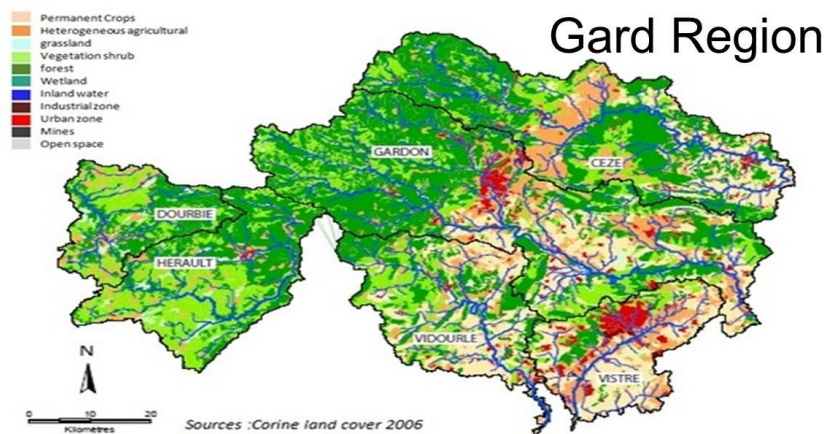 Gard Region
Permanent Crops
Heterogeneous agricultural
grassland
Vegetation shrub
forest
Wetland
Inland water
Industrial zone
Urban zone
Mines
Open space
GARDON
CEZE
DOURBIE
HERAULT
VIDOURLE
VISTRE
N
0 10 20
Kilomètres
Sources :Corine land cover 2006